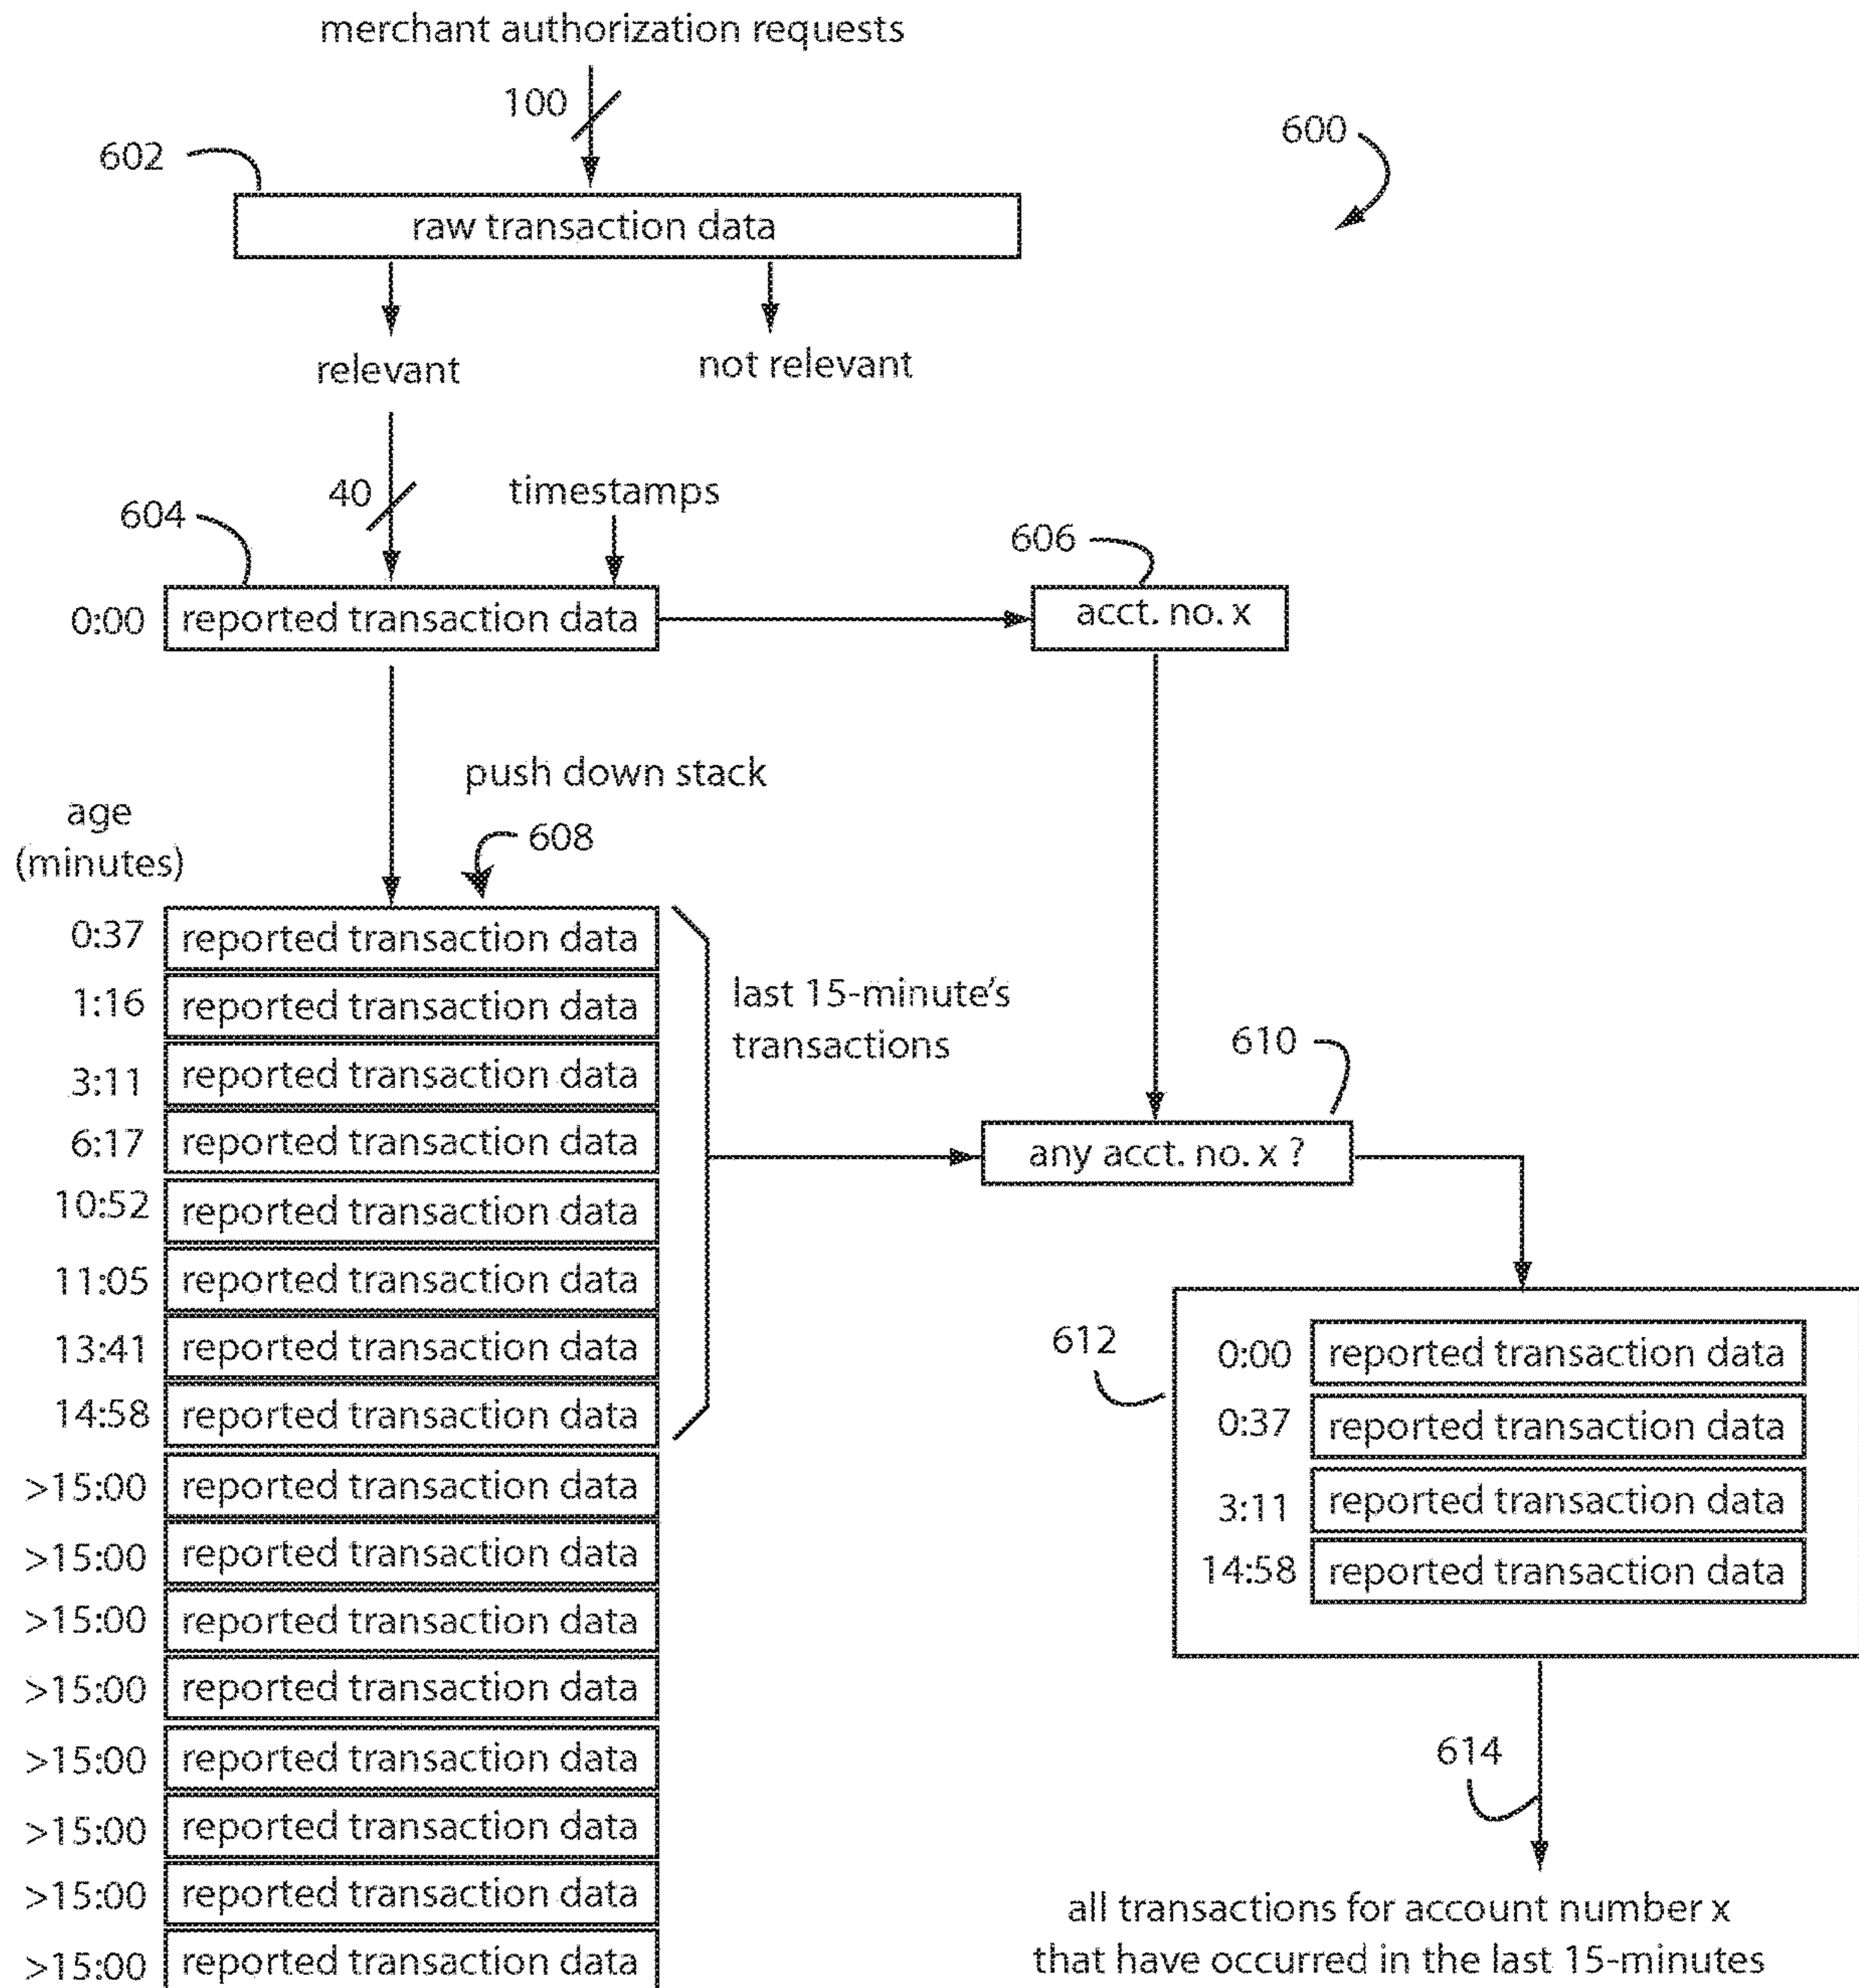 merchant authorization requests
100
600
602
raw transaction data
relevant
not relevant
40
timestamps
604
606
0:00 reported transaction data
acct. no. x
push down stack
608
age
(minutes)
0:37 reported transaction data
1:16 reported transaction data
3:11 reported transaction data
6:17 reported transaction data
10:52 reported transaction data
11:05 reported transaction data
13:41 reported transaction data
14:58 reported transaction data
>15:00 reported transaction data
>15:00 reported transaction data
>15:00 reported transaction data
>15:00 reported transaction data
>15:00 reported transaction data
>15:00 reported transaction data
>15:00 reported transaction data
>15:00 reported transaction data
last 15-minute's
transactions
610
any acct. no. x ?
612
0:00 reported transaction data
0:37 reported transaction data
3:11 reported transaction data
14:58 reported transaction data
614
all transactions for account number x
that have occurred in the last 15-minutes